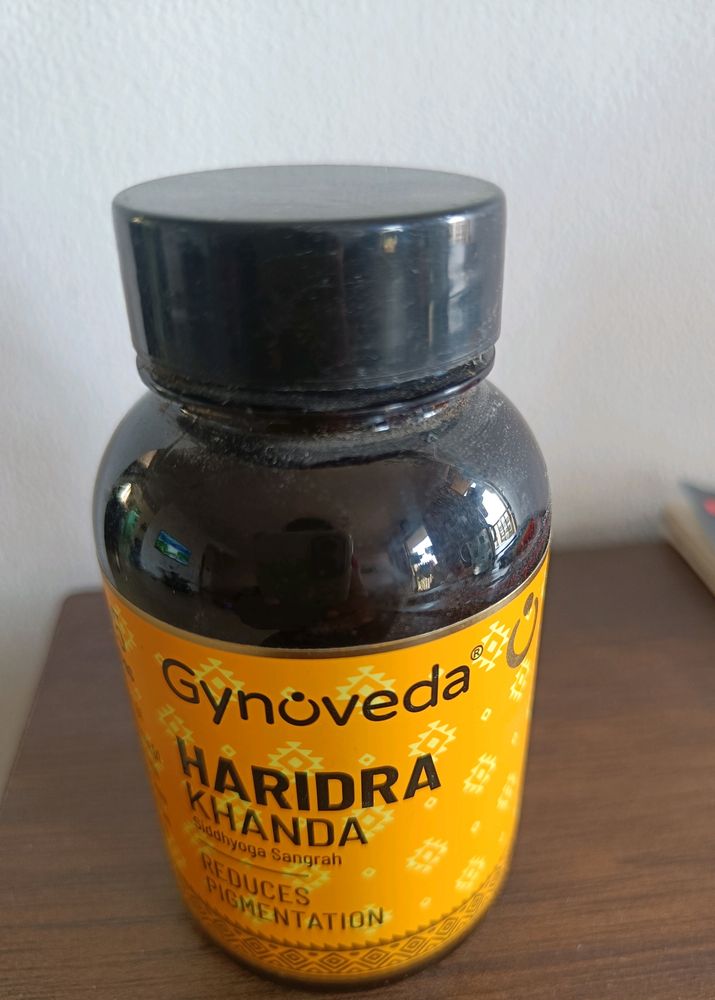 Gynoveda®
HARIDRA
KHANDA
Siddhyoga Sangrah
REDUCES
PIGMENTATION